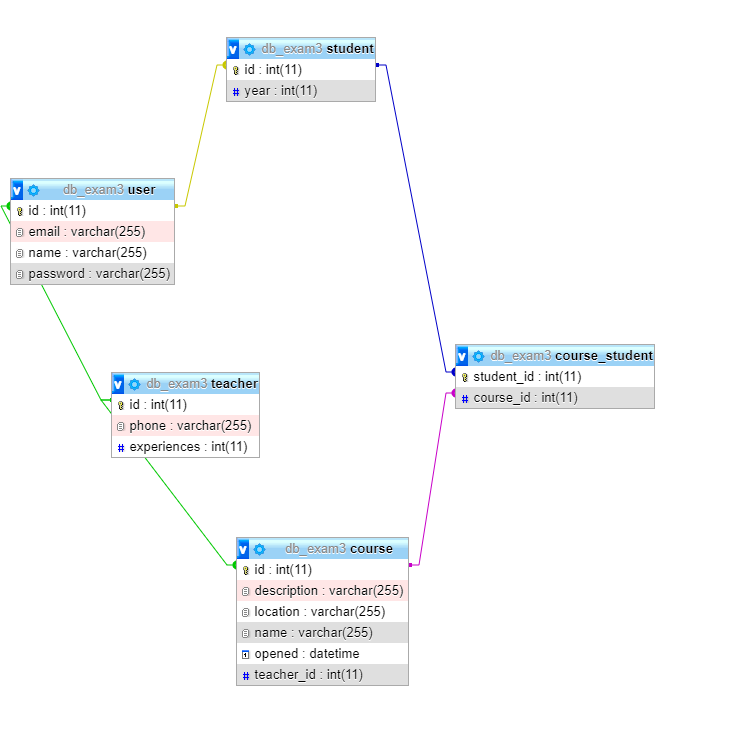 db_exam3 student
id : int(11)
year : int(11)
db_exam3 user
id : int(11)
email : varchar(255)
name : varchar(255)
password : varchar(255)
db_exam3 course_student
student_id : int(11)
course_id : int(11)
db_exam3 teacher
id : int(11)
phone : varchar(255)
experiences : int(11)
db_exam3 course
id : int(11)
description : varchar(255)
location : varchar(255)
name : varchar(255)
opened : datetime
teacher_id : int(11)